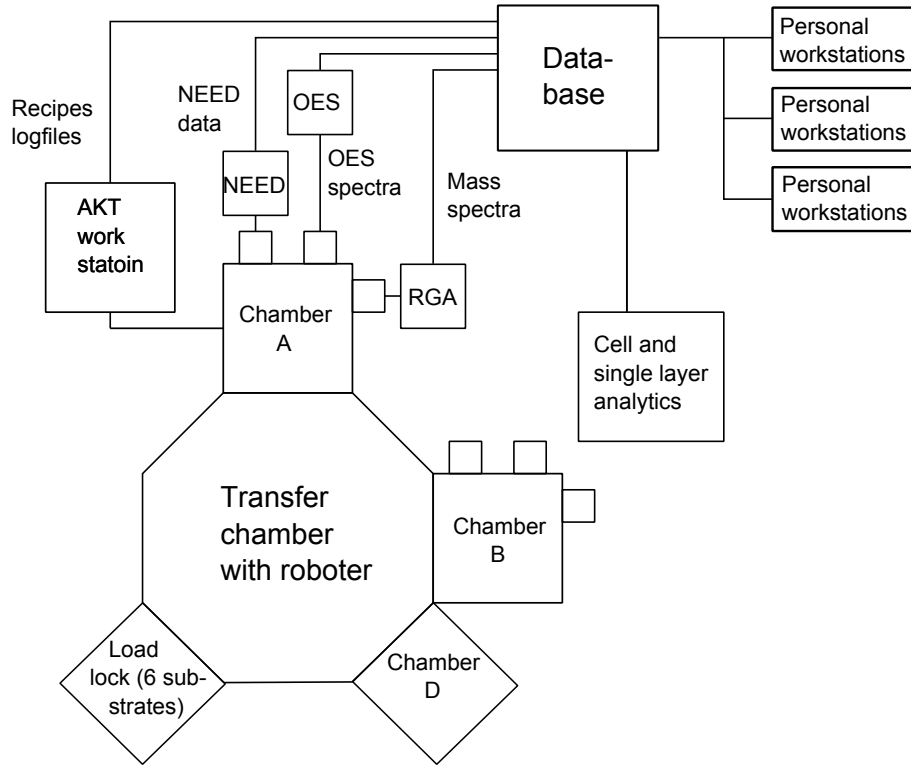 Recipes
logfiles
NEED
data
OES
OES
spectra
NEED
Mass
spectra
Data-
base
Personal
workstations
Personal
workstations
Personal
workstations
AKT
work
statoin
Chamber
A
RGA
Cell and
single layer
analytics
Transfer
chamber
with roboter
Chamber
B
Load
lock (6 sub-
strates)
Chamber
D